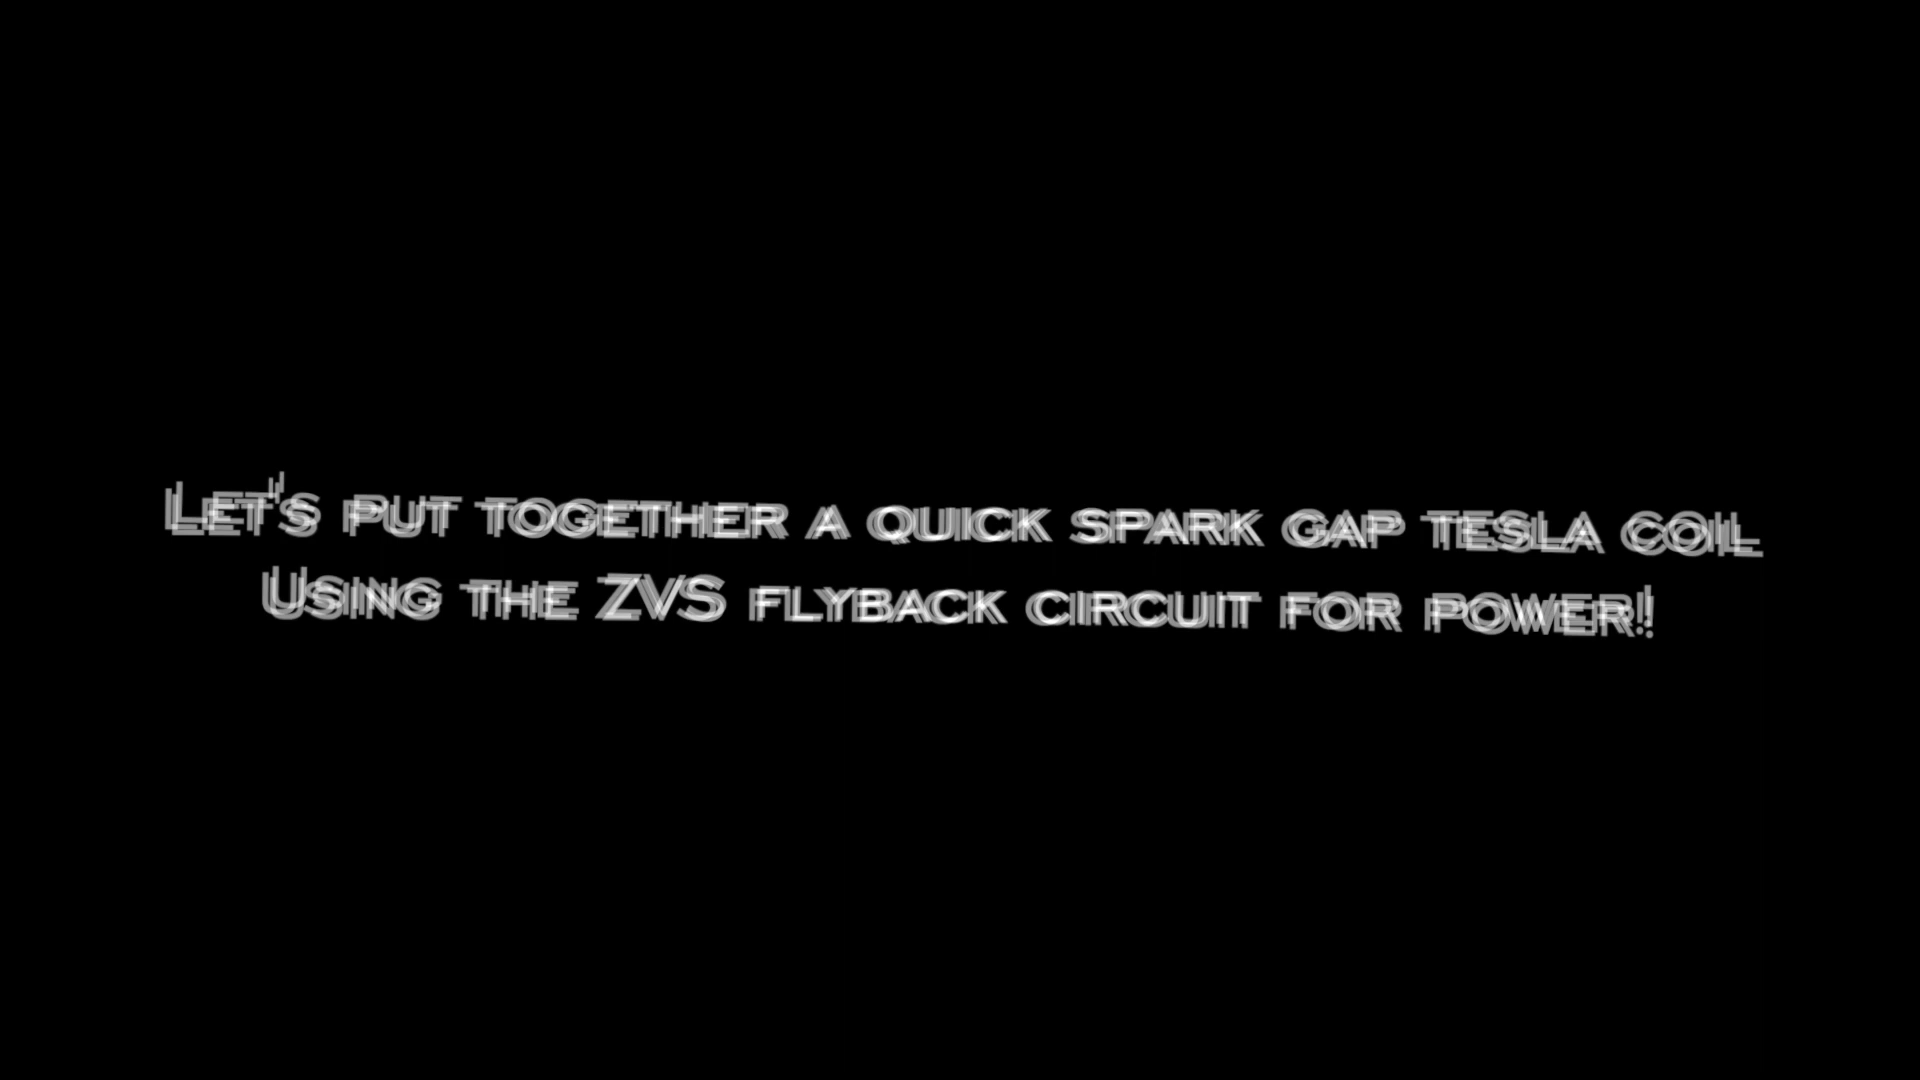 Let's put together a quick spark gap tesla coil
Using the ZVS flyback circuit for power!